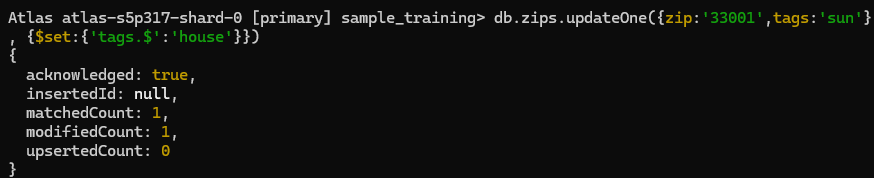 Atlas atlas-s5p317-shard-0 [primary] sample_training> db.zips.updateOne({zip:'33001',tags:'sun'}
, {$set:{'tags.$':'house'}})
{
  acknowledged: true,
  insertedId: null,
  matchedCount: 1,
  modifiedCount: 1,
  upsertedCount: 0
}